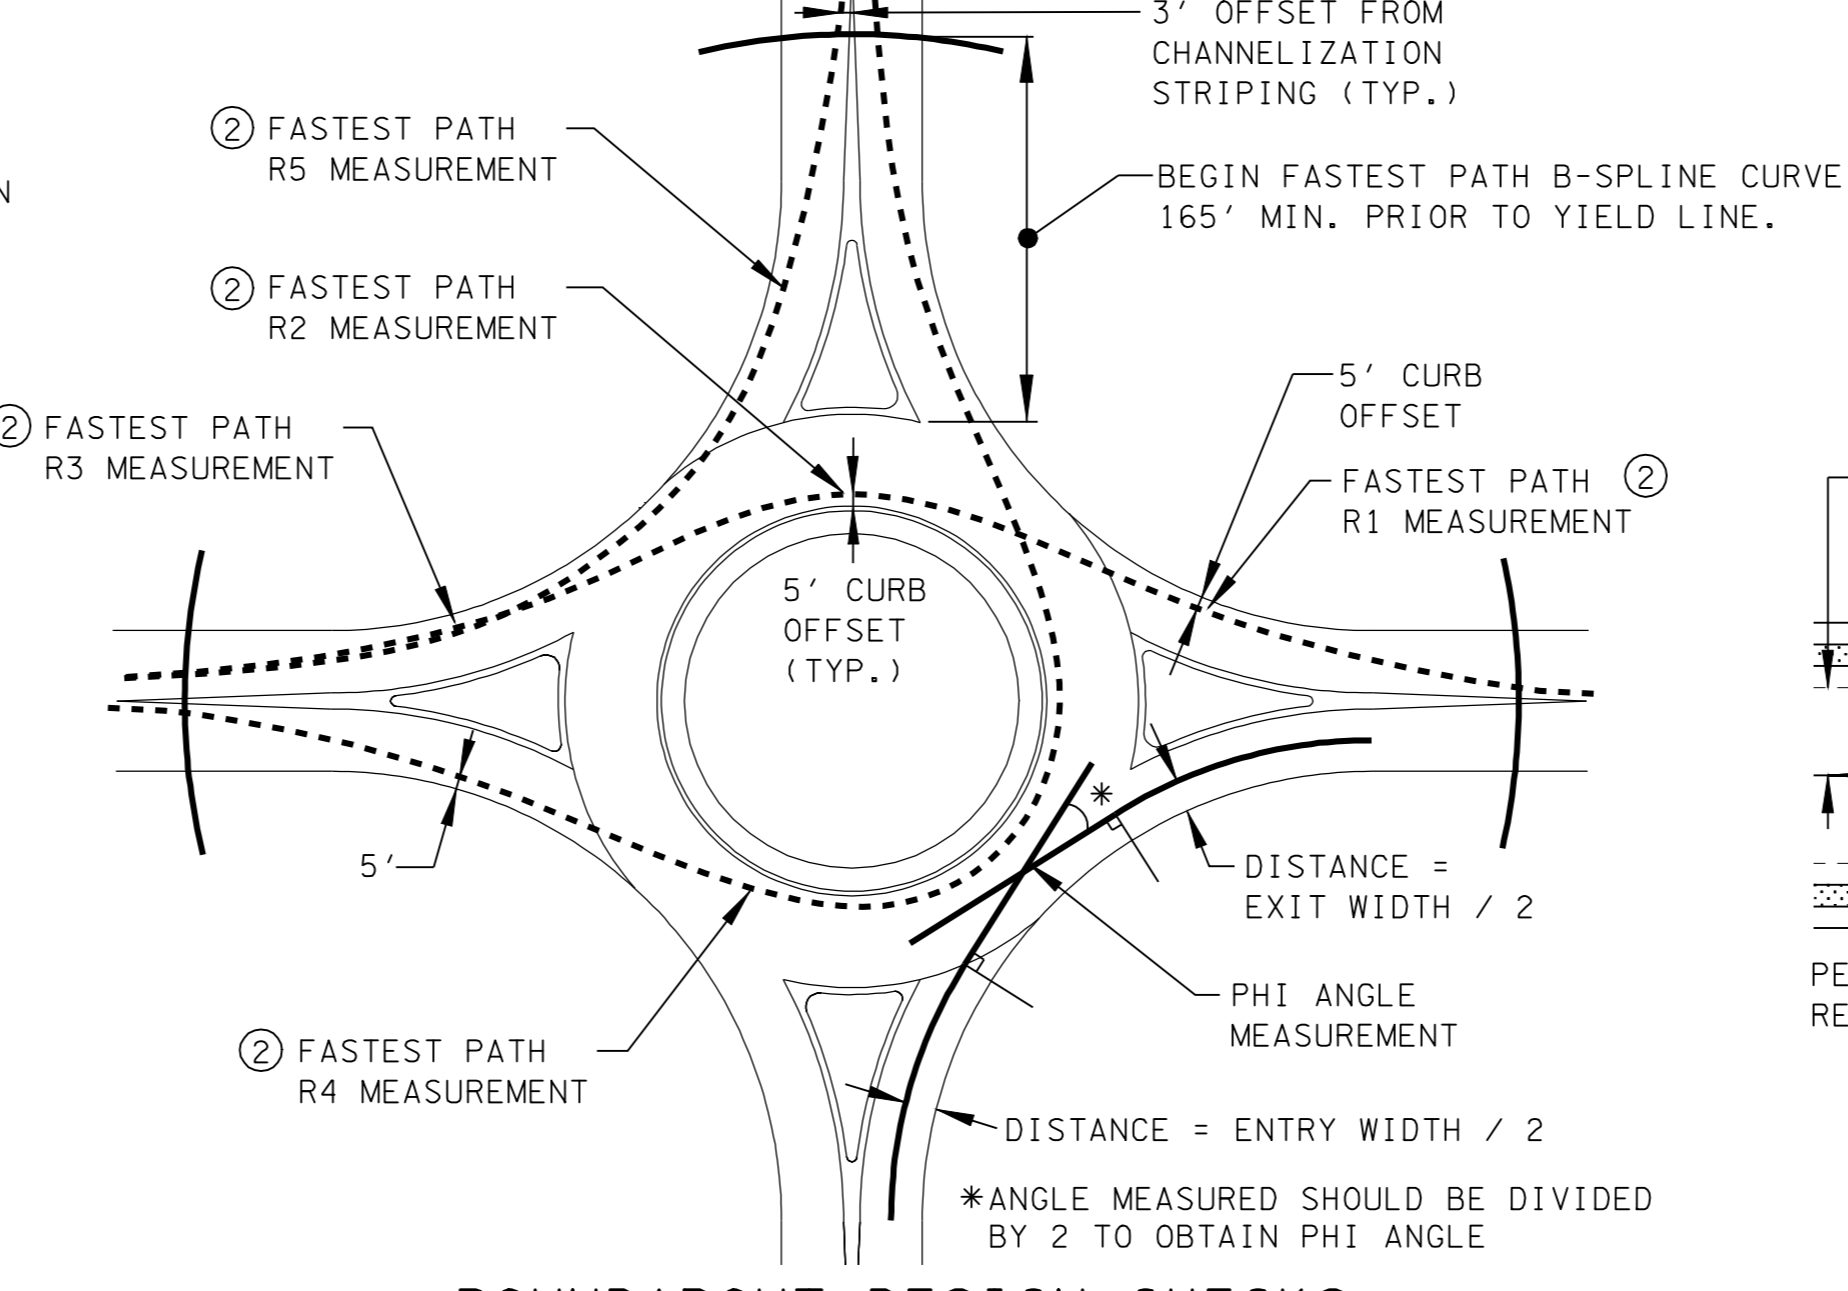 3' OFFSET FROM
CHANNELIZATION
STRIPING (TYP.)
② FASTEST PATH
R5 MEASUREMENT
N
BEGIN FASTEST PATH B-SPLINE CURVE
165' MIN. PRIOR TO YIELD LINE.
② FASTEST PATH
R2 MEASUREMENT
5' CURB
OFFSET
② FASTEST PATH
R3 MEASUREMENT
FASTEST PATH ②
R1 MEASUREMENT
5' CURB
OFFSET
(TYP.)
*
5'
DISTANCE =
EXIT WIDTH / 2
PE
RE
PHI ANGLE
MEASUREMENT
② FASTEST PATH
R4 MEASUREMENT
DISTANCE = ENTRY WIDTH / 2
*ANGLE MEASURED SHOULD BE DIVIDED
BY 2 TO OBTAIN PHI ANGLE